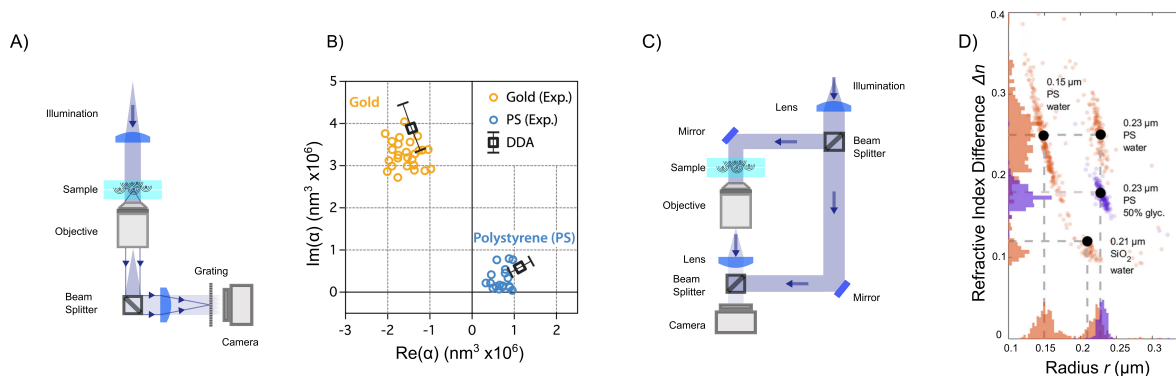 A)
Illumination
Sample
Objective
Grating
Beam
Splitter
Camera
B)
5
4
3
2
1
0
-3
-2
-1
0
1
2
Im(α) (nm³ x10⁶)
Re(α) (nm³ x10⁶)
Gold
Gold (Exp.)
PS (Exp.)
DDA
Polystyrene (PS)
C)
Illumination
Lens
Mirror
Beam
Splitter
Sample
Objective
Lens
Beam
Splitter
Mirror
Camera
D)
0.4
0.3
0.2
0.1
0
0.1
0.15
0.2
0.25
0.3
Refractive Index Difference Δn
Radius r (μm)
0.15 μm
PS
water
0.23 μm
PS
water
0.23 μm
PS
50% glyc.
0.21 μm
SiO₂
water